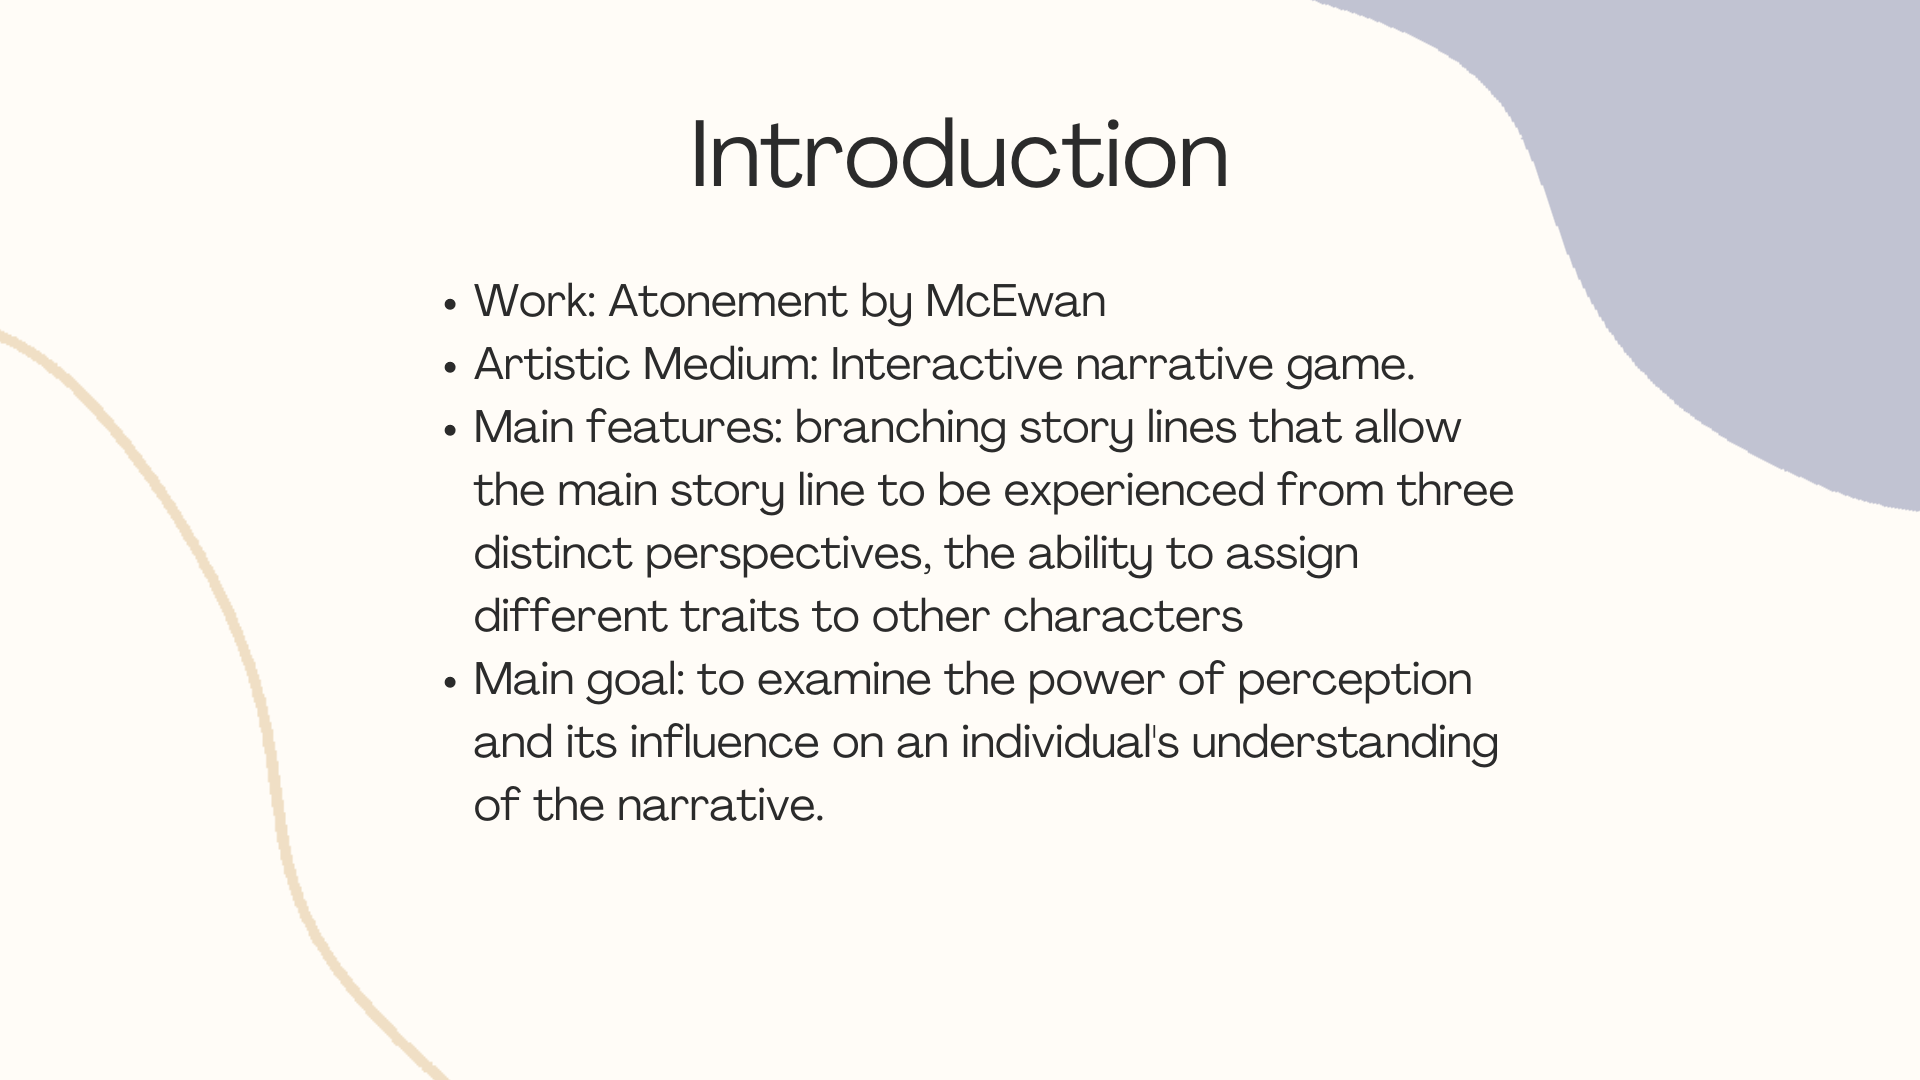 Introduction
• Work: Atonement by McEwan
• Artistic Medium: Interactive narrative game.
• Main features: branching story lines that allow
the main story line to be experienced from three
distinct perspectives, the ability to assign
different traits to other characters
• Main goal: to examine the power of perception
and its influence on an individual's understanding
of the narrative.